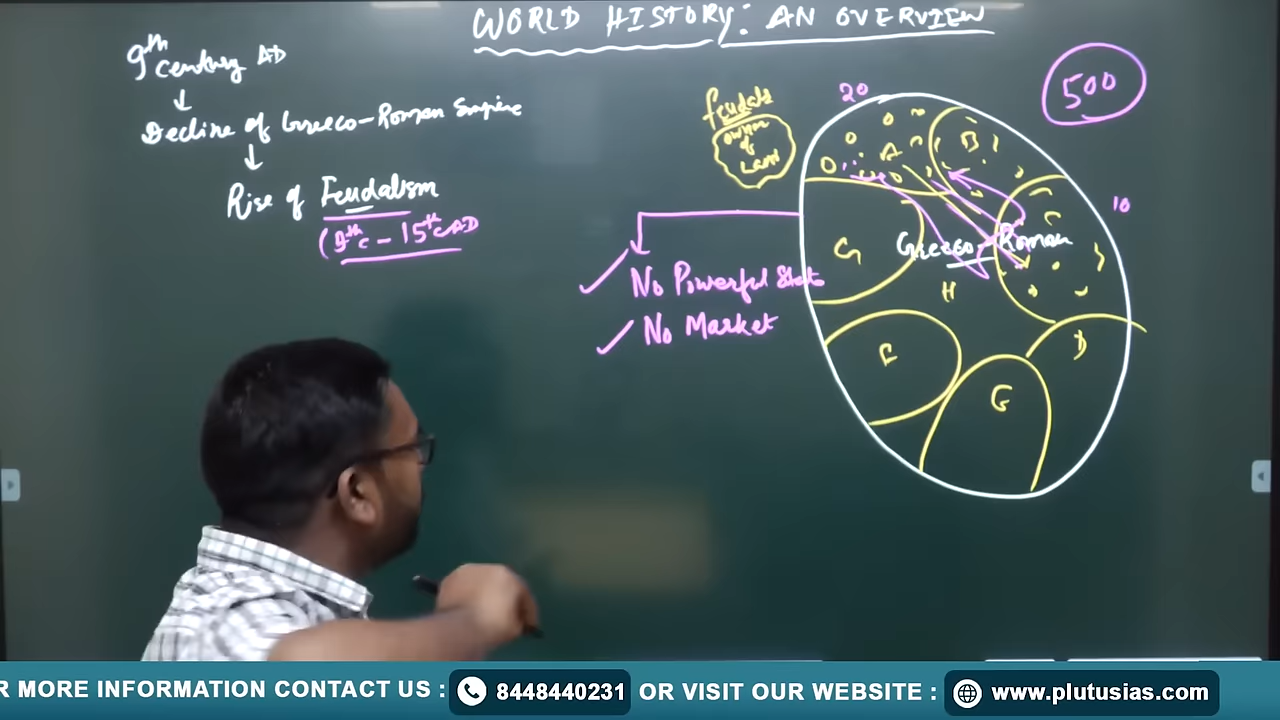 WORLD HISTORY: AN OVERVIEW
9th Century AD
↓
Decline of Greeco-Roman Empire
↓
Rise of Feudalism
(9th c - 15th c AD
feudals
owner
of
Land
20
500
10
A
B
C
G
Greeco-Roman
H
D
E
G
No Powerful State
No Market
R MORE INFORMATION CONTACT US : 8448440231 OR VISIT OUR WEBSITE : www.plutusias.com